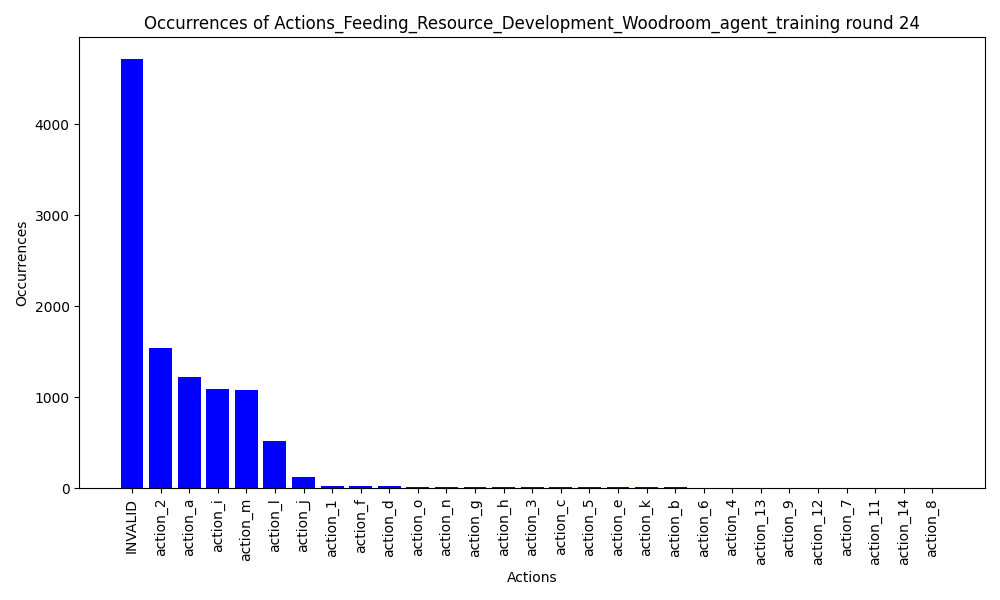 Occurrences of Actions_Feeding_Resource_Development_Woodroom_agent_training round 24
Occurrences
4000
3000
2000
1000
0
INVALID
action_2
action_a
action_i
action_m
action_l
action_j
action_1
action_f
action_d
action_o
action_n
action_g
action_h
action_3
action_c
action_5
action_e
action_k
action_b
action_6
action_4
action_13
action_9
action_12
action_7
action_11
action_14
action_8
Actions